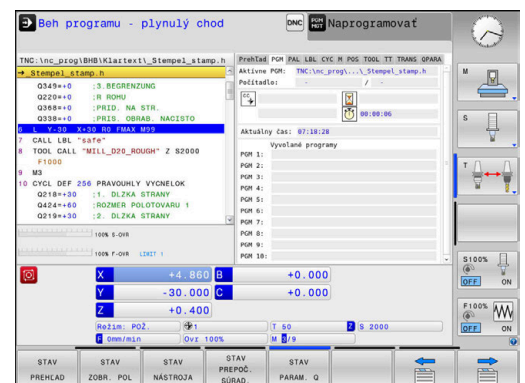 Beh programu - plynulý chod
DNC
PGM MGT
Naprogramovať
TNC:\nc_prog\BHB\Klartext\_Stempel_stamp.h
→_Stempel_stamp.h
Q349=+0 ;3.BEGRENZUNG
Q220=+0 ;R ROHU
Q368=+0 ;PRID. NA STR.
Q338=+0 ;PRIS. OBRAB. NACISTO
6 L Y-30 X+30 R0 FMAX M99
7 CALL LBL "safe"
8 TOOL CALL "MILL_D20_ROUGH" Z S2000
F1000
9 M3
10 CYCL DEF 256 PRAVOUHLY VYCNELOK
Q218=+30 ;1. DLZKA STRANY
Q424=+60 ;ROZMER POLOTOVARU 1
Q219=+30 ;2. DLZKA STRANY
100% S-OVR
100% F-OVR LIMIT 1
Prehľad PGM PAL LBL CYC M POS TOOL TT TRANS QPARA
Aktívne PGM: TNC:\nc_prog\...\_Stempel_stamp.h
Počítadlo: - / -
CC
00:00:06
Aktuálny čas: 07:18:28
Vyvolané programy
PGM 1:
PGM 2:
PGM 3:
PGM 4:
PGM 5:
PGM 6:
PGM 7:
PGM 8:
PGM 9:
PGM 10:
X +4.860 B +0.000
Y -30.000 C +0.000
Z +0.400
Režim: POŽ. 1 T 50 Z S 2000
F 0mm/min Ovr 100% M 5/9
M
S
T
S100%
OFF ON
F100%
OFF ON
STAV PREHĽAD
STAV ZOBR. POL
STAV NÁSTROJA
STAV PREPOČ. SÚRAD.
STAV PARAM. Q